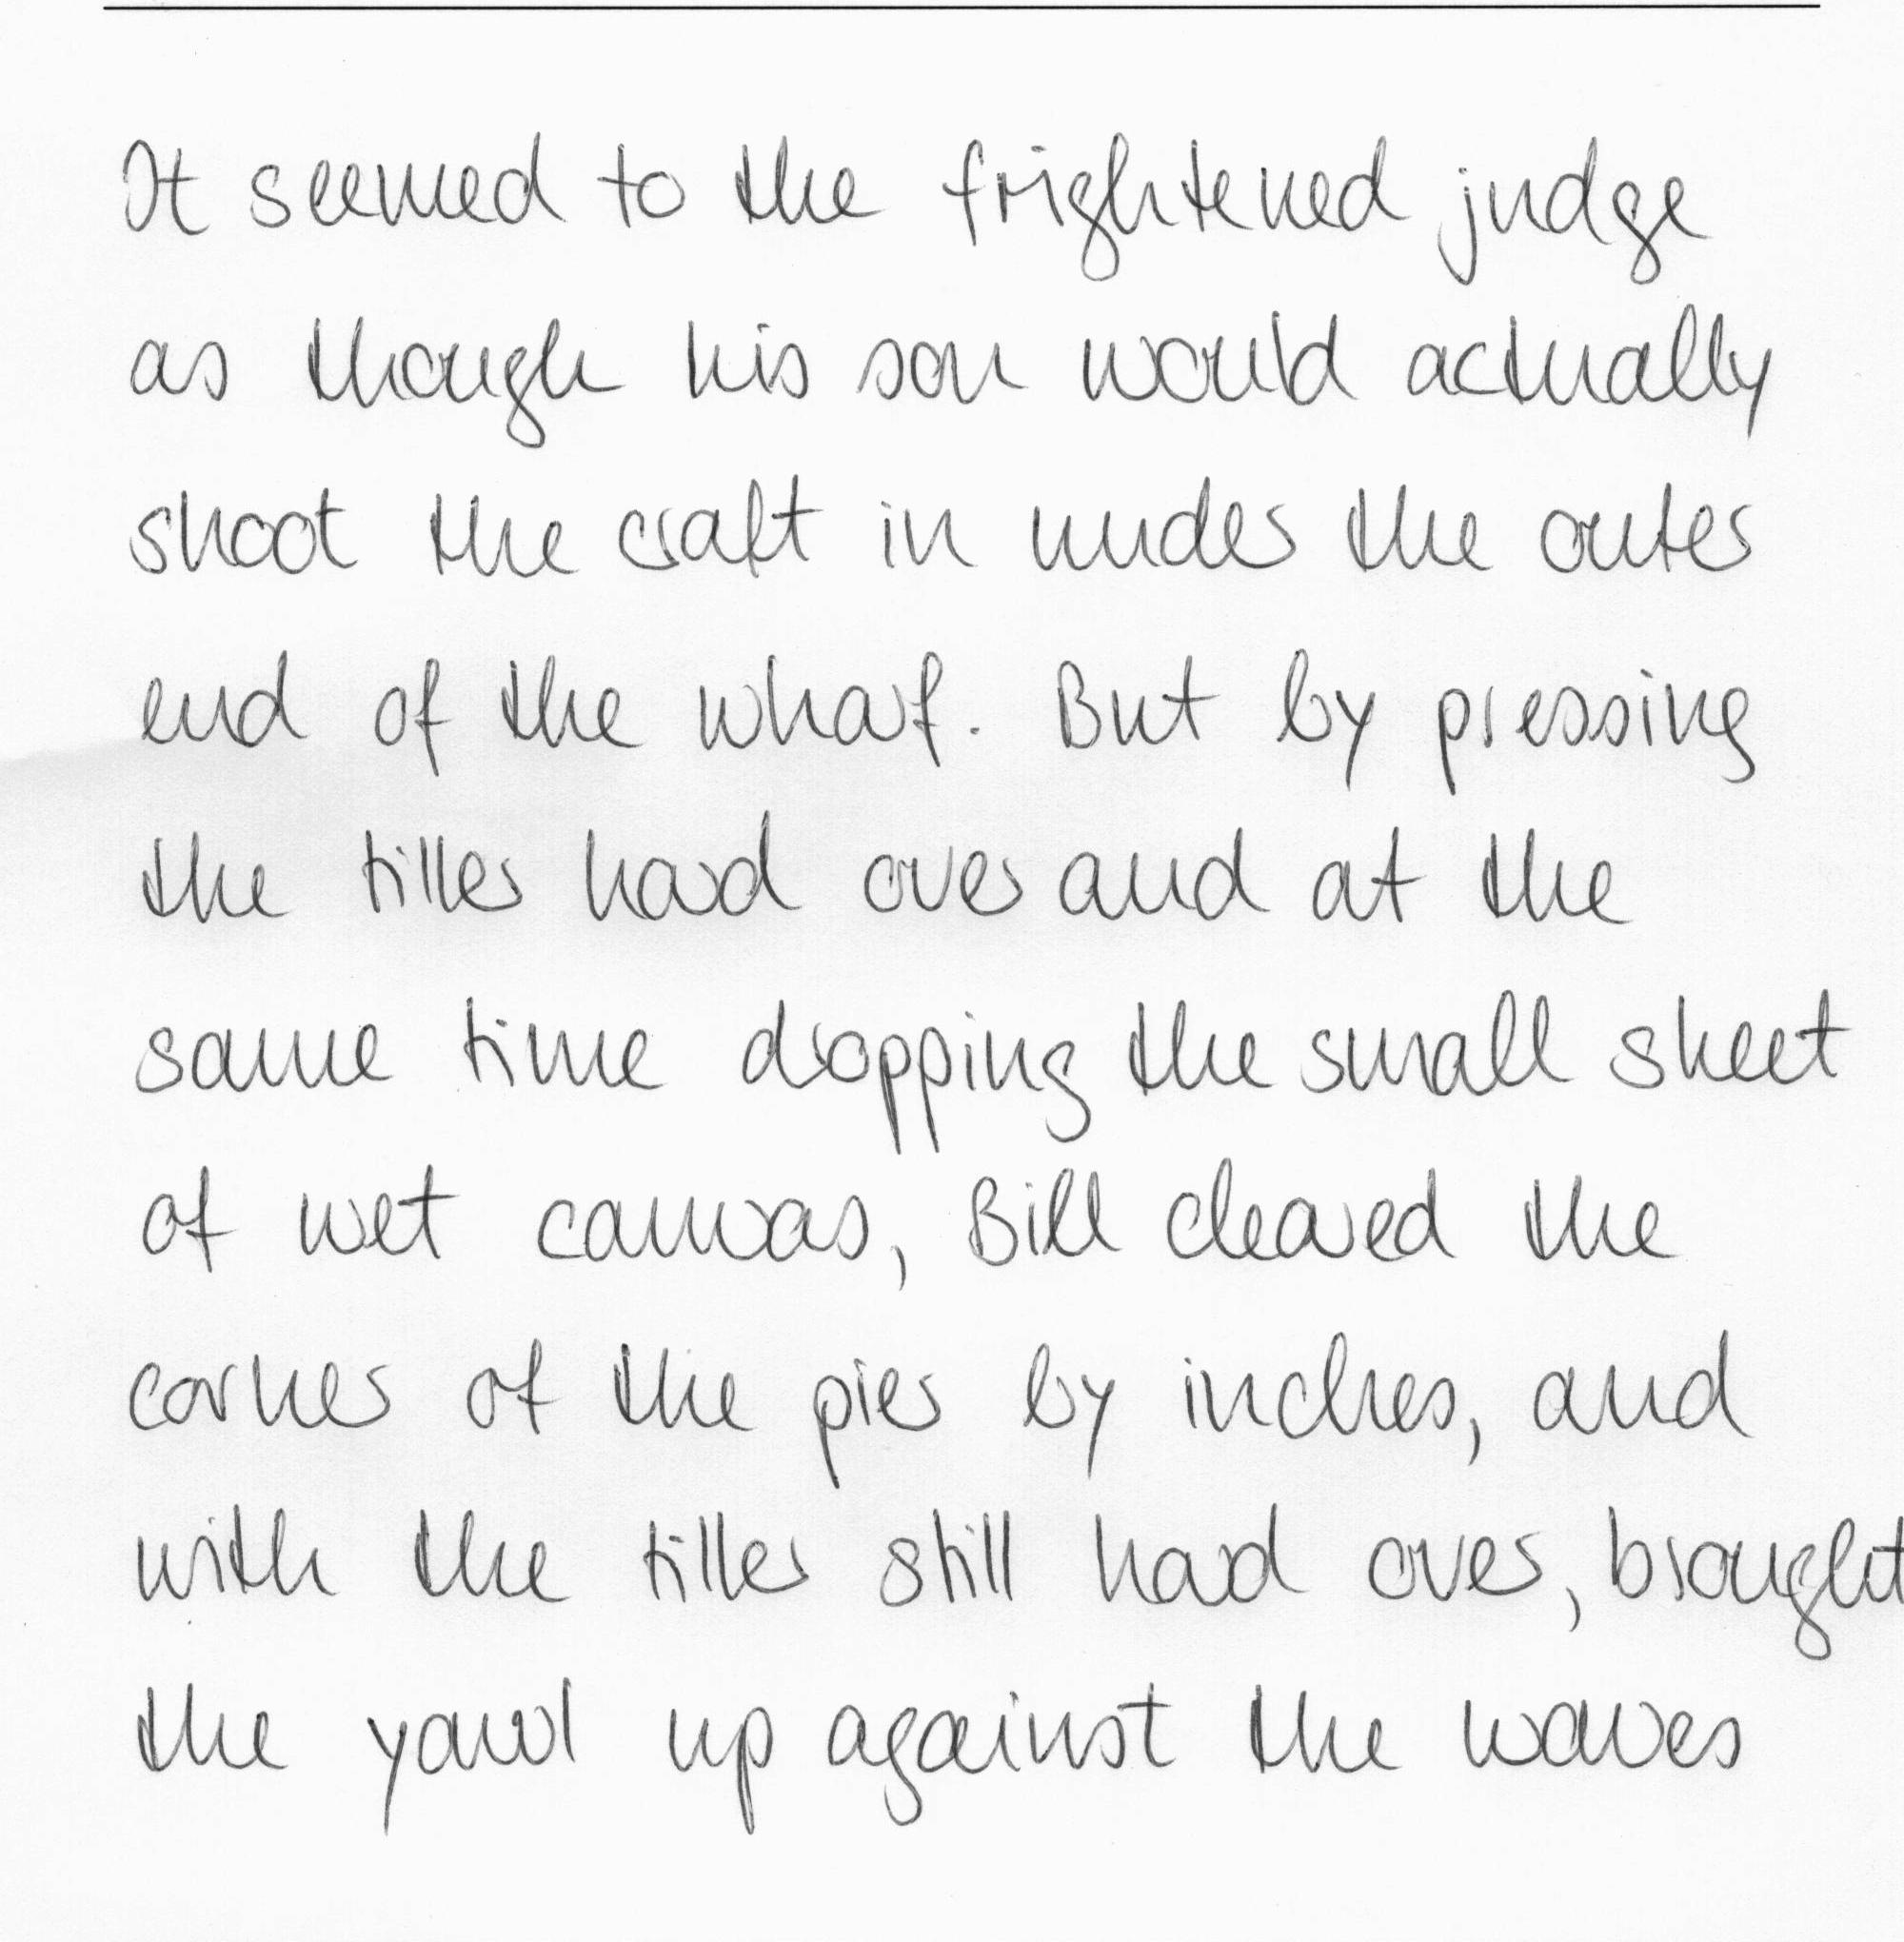 It seemed to the frightened judge
as though his son would actually
shoot the craft in under the outer
end of the wharf. But by pressing
the tiller hard over and at the
same time dropping the small sheet
of wet canvas, Bill cleared the
corner of the pier by inches, and
with the tiller still hard over, brought
the yawl up against the waves